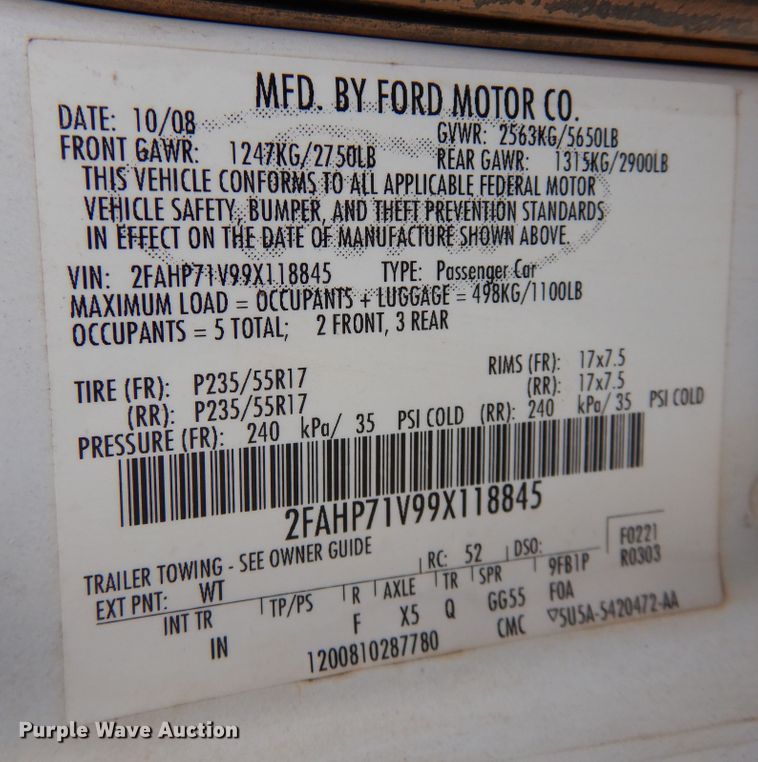 MFD. BY FORD MOTOR CO.
DATE: 10/08 GVWR: 2563KG/5650LB
FRONT GAWR: 1247KG/2750LB REAR GAWR: 1315KG/2900LB
THIS VEHICLE CONFORMS TO ALL APPLICABLE FEDERAL MOTOR
VEHICLE SAFETY, BUMPER, AND THEFT PREVENTION STANDARDS
IN EFFECT ON THE DATE OF MANUFACTURE SHOWN ABOVE.
VIN: 2FAHP71V99X118845 TYPE: Passenger Car
MAXIMUM LOAD = OCCUPANTS + LUGGAGE = 498KG/1100LB
OCCUPANTS = 5 TOTAL; 2 FRONT, 3 REAR
TIRE (FR): P235/55R17 RIMS (FR): 17x7.5
(RR): P235/55R17 (RR): 17x7.5
PRESSURE (FR): 240 kPa/ 35 PSI COLD (RR): 240 kPa/ 35 PSI COLD
2FAHP71V99X118845
TRAILER TOWING - SEE OWNER GUIDE F0221
EXT PNT: WT RC: 52 DSO: R0303
INT TR TP/PS R AXLE TR SPR 9FB1P
IN F X5 Q GG55 FOA
1200810287780 CMC ▽5U5A-5420472-AA
Purple Wave Auction